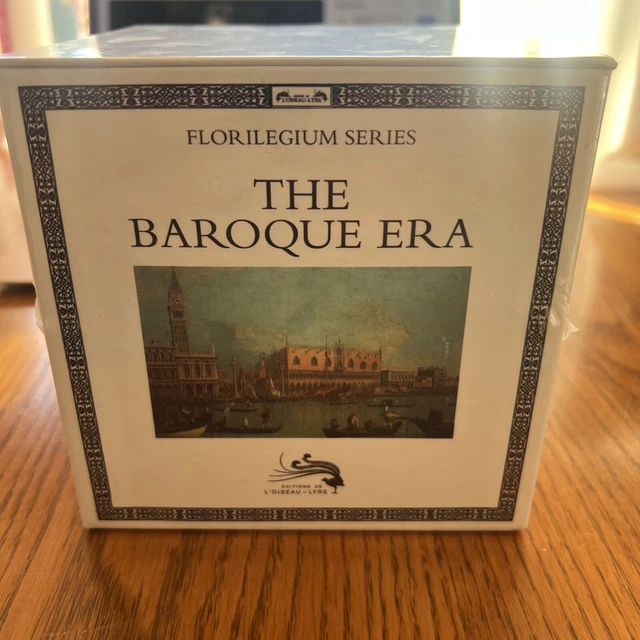 L'OISEAU-LYRE
FLORILEGIUM SERIES
THE
BAROQUE ERA
EDITIONS DE
L'OISEAU-LYRE